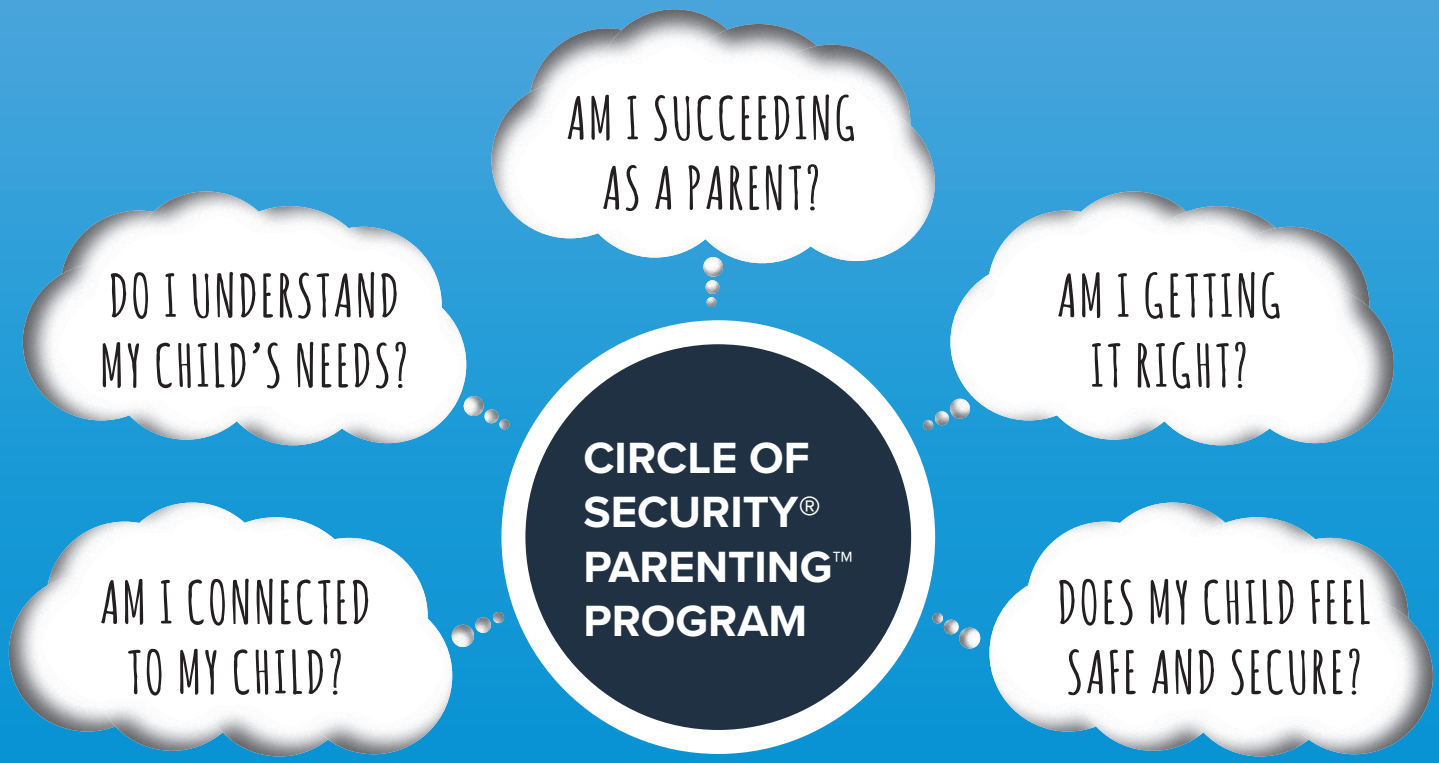 AM I SUCCEEDING
AS A PARENT?
DO I UNDERSTAND
MY CHILD'S NEEDS?
AM I GETTING
IT RIGHT?
CIRCLE OF
SECURITY®
PARENTING™
PROGRAM
AM I CONNECTED
TO MY CHILD?
DOES MY CHILD FEEL
SAFE AND SECURE?